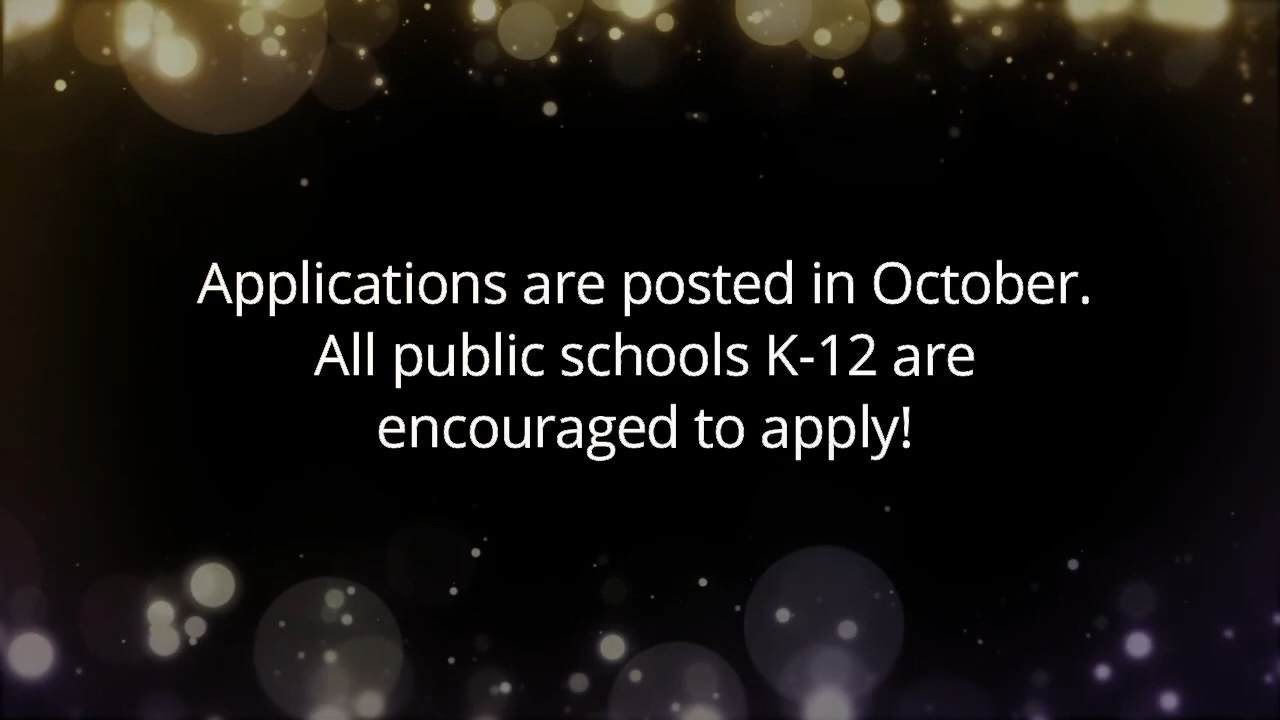 Applications are posted in October.
All public schools K-12 are
encouraged to apply!